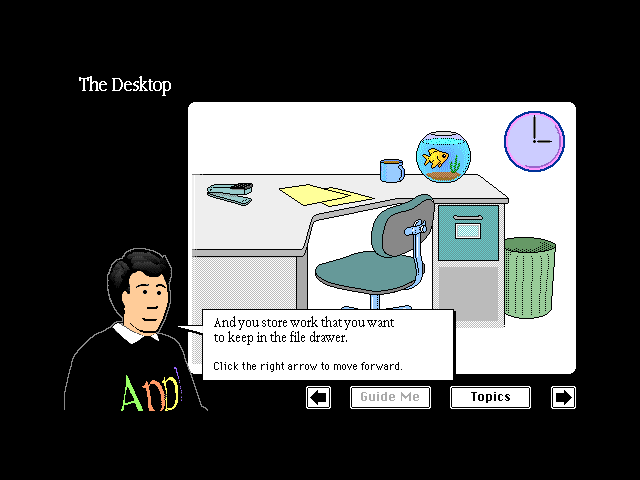 The Desktop
And you store work that you want
to keep in the file drawer.
Click the right arrow to move forward.
Guide Me
Topics